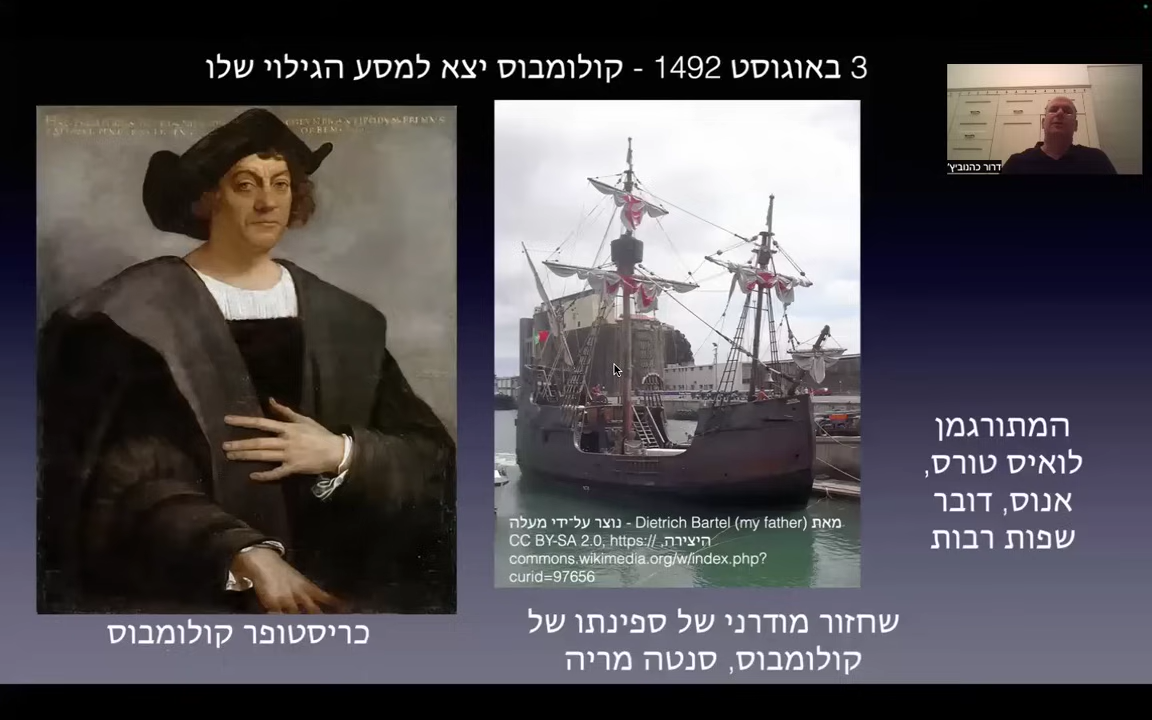 3 באוגוסט 1492 - קולומבוס יצא למסע הגילוי שלו
דרור כהנוביץ'
המתורגמן
לואיס טורס,
אנוס, דובר
שפות רבות
מאת Dietrich Bartel (my father) - נוצר על־ידי מעלה
היצירה, CC BY-SA 2.0, https://
commons.wikimedia.org/w/index.php?
curid=97656
כריסטופר קולומבוס
שחזור מודרני של ספינתו של
קולומבוס, סנטה מריה